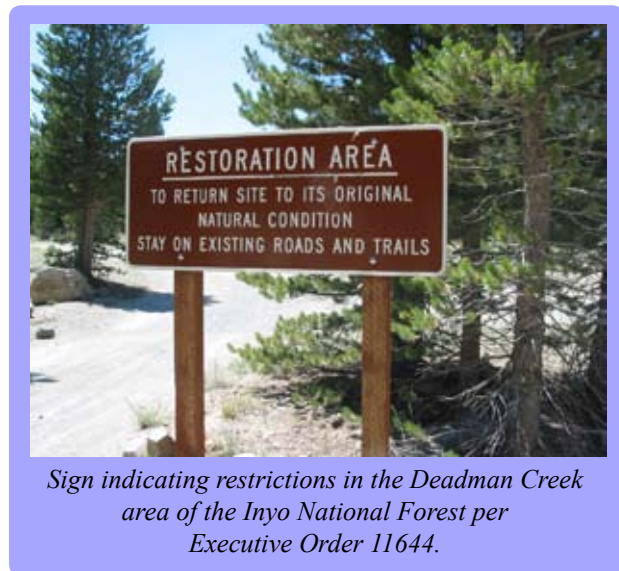 RESTORATION AREA
TO RETURN SITE TO ITS ORIGINAL
NATURAL CONDITION
STAY ON EXISTING ROADS AND TRAILS
Sign indicating restrictions in the Deadman Creek
area of the Inyo National Forest per
Executive Order 11644.